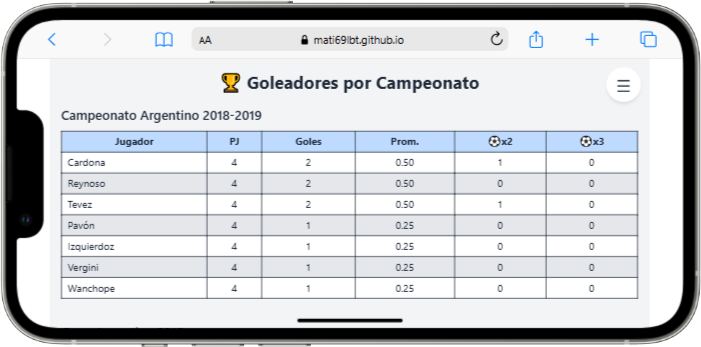 AA mati69lbt.github.io
🏆 Goleadores por Campeonato
Campeonato Argentino 2018-2019
Jugador PJ Goles Prom. ⚽x2 ⚽x3
Cardona 4 2 0.50 1 0
Reynoso 4 2 0.50 0 0
Tevez 4 2 0.50 1 0
Pavón 4 1 0.25 0 0
Izquierdoz 4 1 0.25 0 0
Vergini 4 1 0.25 0 0
Wanchope 4 1 0.25 0 0